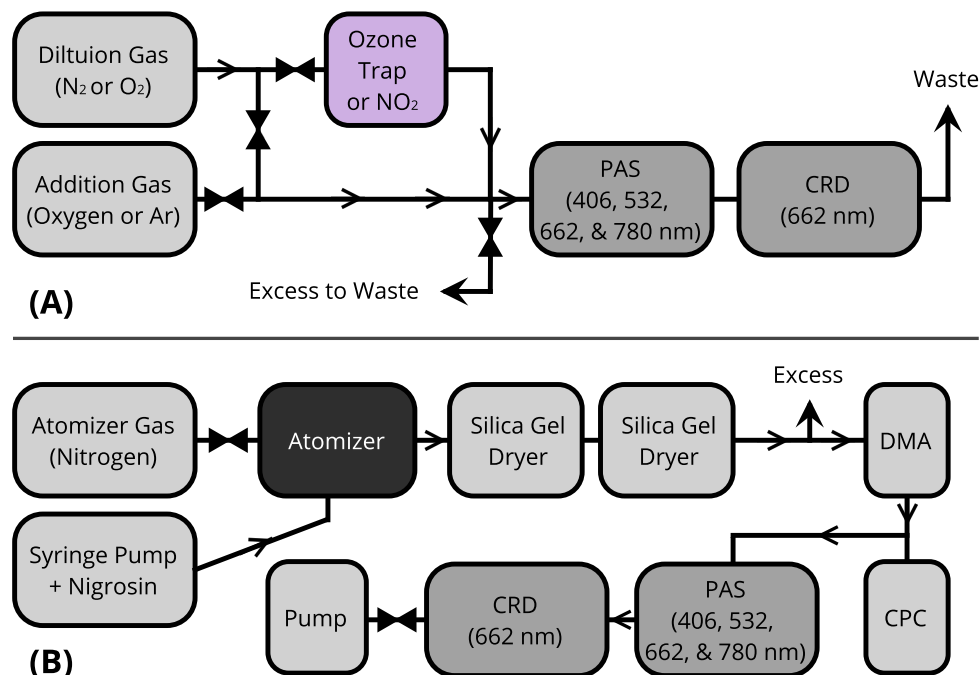 Diltuion Gas
(N₂ or O₂)
Ozone
Trap
or NO₂
Waste
Addition Gas
(Oxygen or Ar)
PAS
(406, 532,
662, & 780 nm)
CRD
(662 nm)
Excess to Waste
(A)
Excess
Atomizer Gas
(Nitrogen)
Atomizer
Silica Gel
Dryer
Silica Gel
Dryer
DMA
Syringe Pump
+ Nigrosin
Pump
CRD
(662 nm)
PAS
(406, 532,
662, & 780 nm)
CPC
(B)